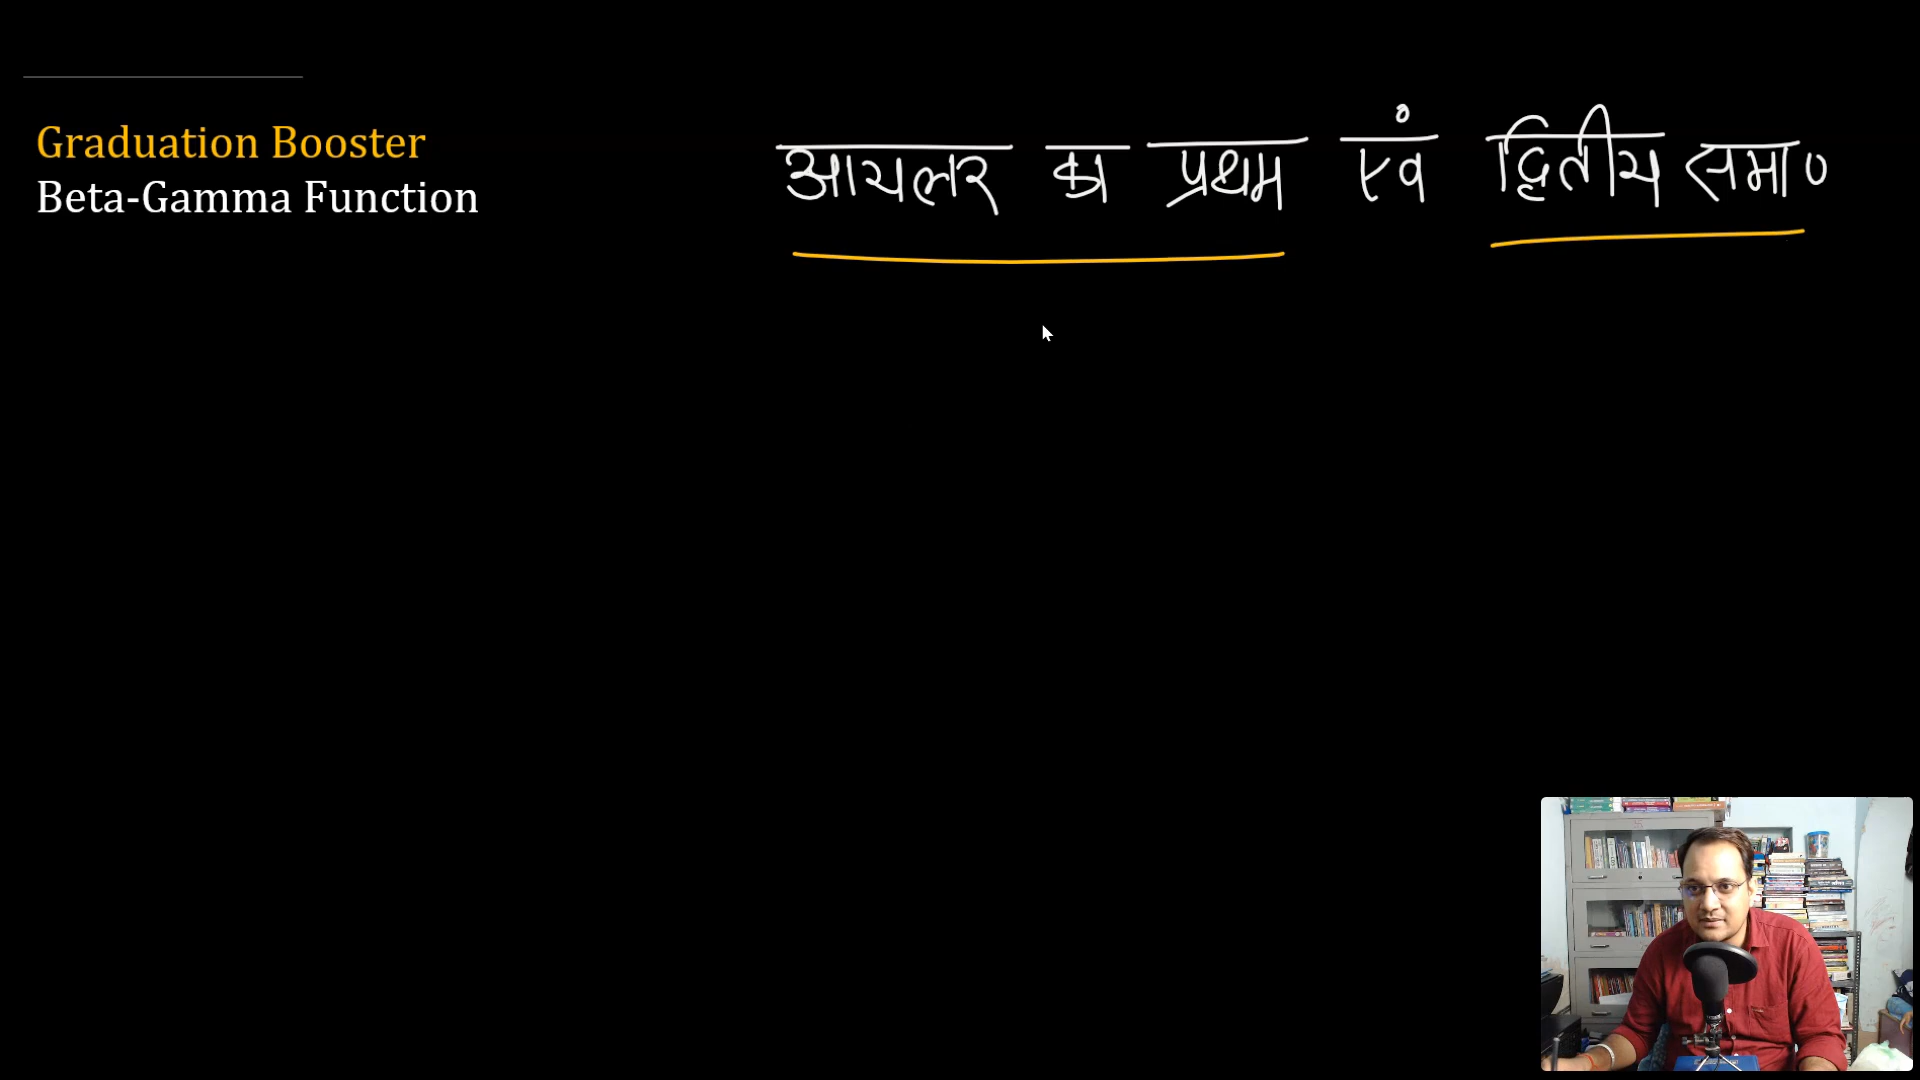 Graduation Booster
Beta-Gamma Function
आयलर का प्रथम एवं द्वितीय समा०